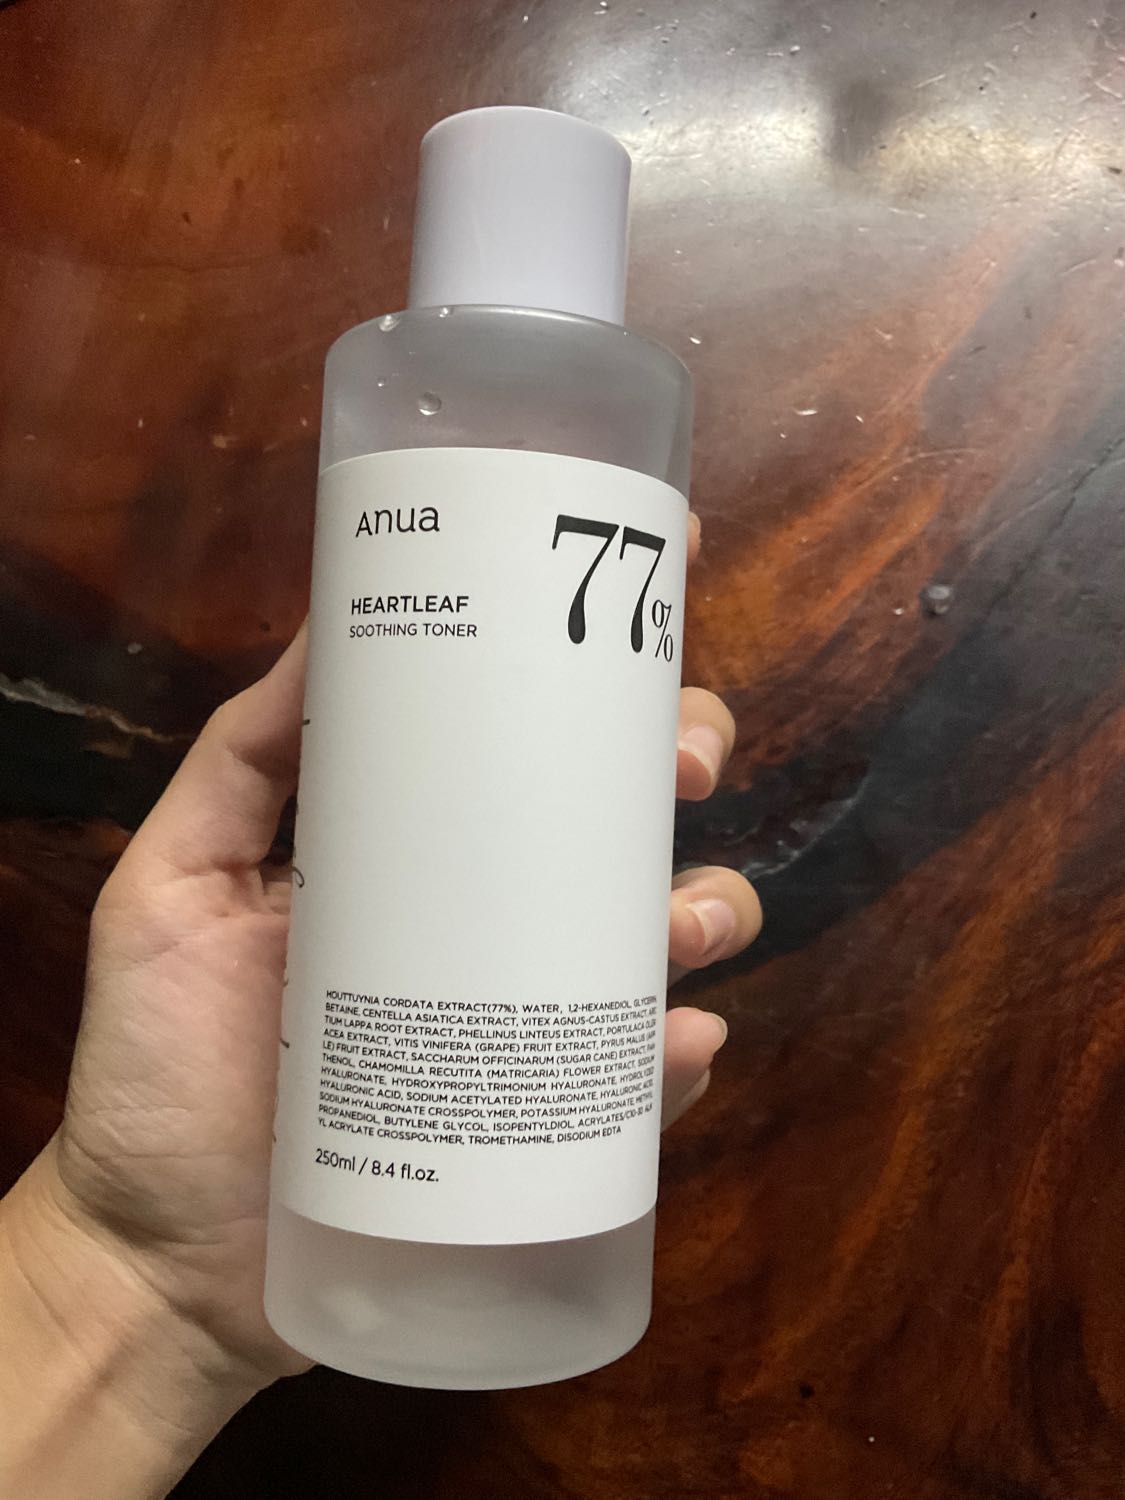 Anua
77%
HEARTLEAF
SOOTHING TONER
HOUTTUYNIA CORDATA EXTRACT(77%), WATER, 1,2-HEXANEDIOL, GLYCERIN,
BETAINE, CENTELLA ASIATICA EXTRACT, VITEX AGNUS-CASTUS EXTRACT, ARC
TIUM LAPPA ROOT EXTRACT, PHELLINUS LINTEUS EXTRACT, PORTULACA OLER
ACEA EXTRACT, VITIS VINIFERA (GRAPE) FRUIT EXTRACT, PYRUS MALUS (APP
LE) FRUIT EXTRACT, SACCHARUM OFFICINARUM (SUGAR CANE) EXTRACT, PAN
THENOL, CHAMOMILLA RECUTITA (MATRICARIA) FLOWER EXTRACT, SODIUM
HYALURONATE, HYDROXYPROPYLTRIMONIUM HYALURONATE, HYDROLYZED
HYALURONIC ACID, SODIUM ACETYLATED HYALURONATE, HYALURONIC ACID,
SODIUM HYALURONATE CROSSPOLYMER, POTASSIUM HYALURONATE, METHYL
PROPANEDIOL, BUTYLENE GLYCOL, ISOPENTYLDIOL, ACRYLATES/C10-30 ALK
YL ACRYLATE CROSSPOLYMER, TROMETHAMINE, DISODIUM EDTA
250ml / 8.4 fl.oz.